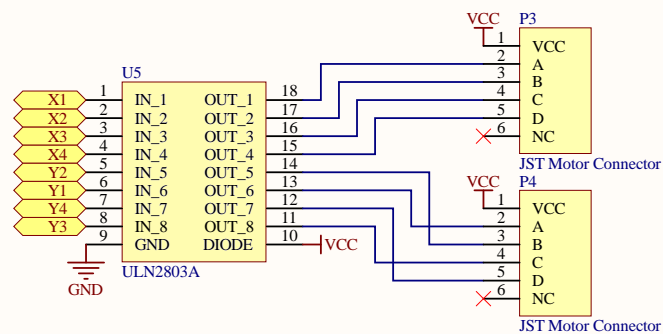 VCC
P3
1 VCC
2 A
3 B
4 C
5 D
6 NC
JST Motor Connector
U5
X1 1 IN_1 OUT_1 18
X2 2 IN_2 OUT_2 17
X3 3 IN_3 OUT_3 16
X4 4 IN_4 OUT_4 15
Y2 5 IN_5 OUT_5 14
Y1 6 IN_6 OUT_6 13
Y4 7 IN_7 OUT_7 12
Y3 8 IN_8 OUT_8 11
9 GND DIODE 10 VCC
GND
ULN2803A
VCC
P4
1 VCC
2 A
3 B
4 C
5 D
6 NC
JST Motor Connector